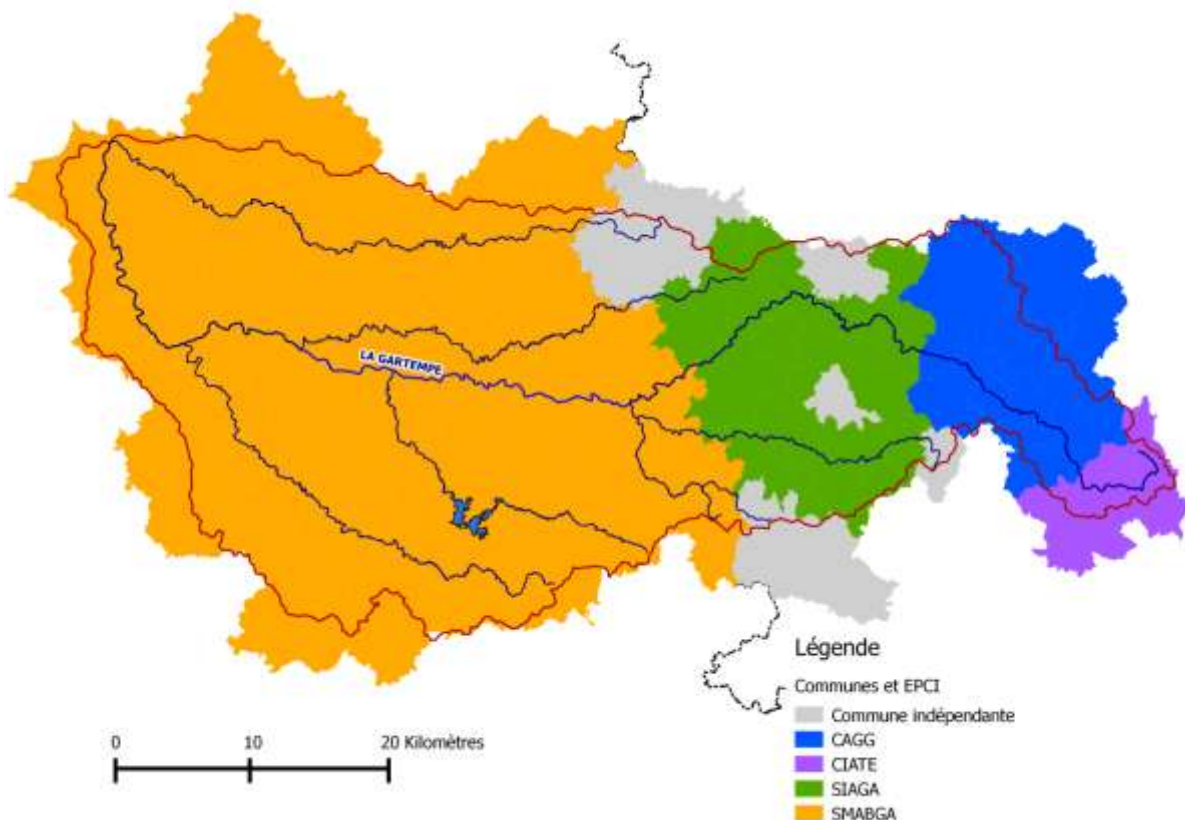 LA GARTEMPE
Légende
Communes et EPCI
Commune indépendante
CAGG
CIATE
SIAGA
SMABGA
0 10 20 Kilomètres